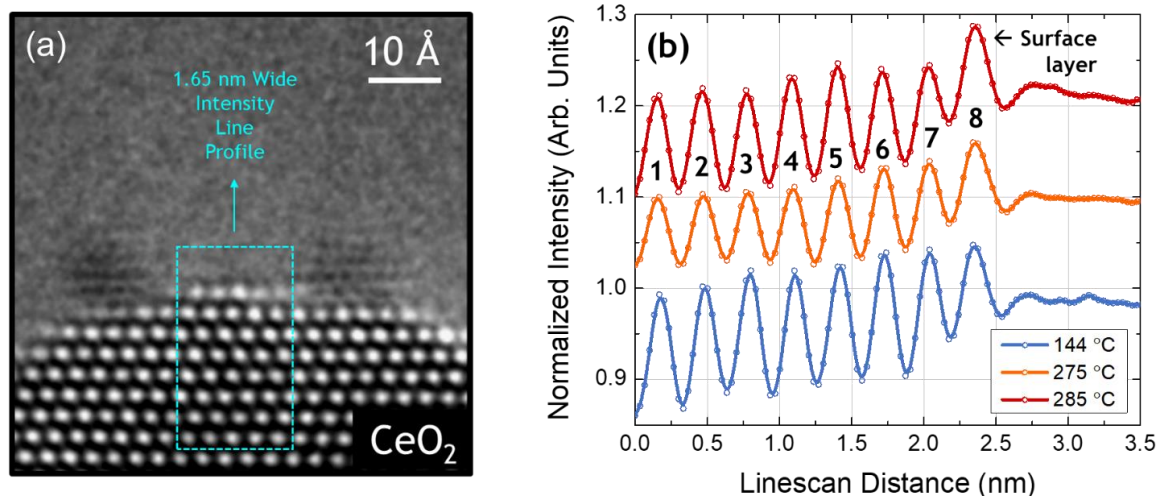 (a)
10 Å
1.65 nm Wide
Intensity
Line
Profile
CeO₂
(b)
← Surface
layer
1 2 3 4 5 6 7 8
144 °C
275 °C
285 °C
1.3
1.2
1.1
1.0
0.9
Normalized Intensity (Arb. Units)
0.0 0.5 1.0 1.5 2.0 2.5 3.0 3.5
Linescan Distance (nm)